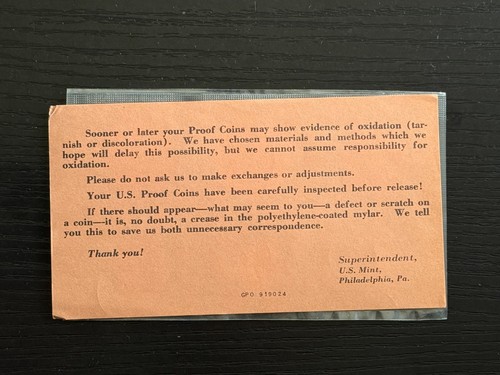 Sooner or later your Proof Coins may show evidence of oxidation (tar-
nish or discoloration). We have chosen materials and methods which we
hope will delay this possibility, but we cannot assume responsibility for
oxidation.
Please do not ask us to make exchanges or adjustments.
Your U.S. Proof Coins have been carefully inspected before release!
If there should appear—what may seem to you—a defect or scratch on
a coin—it is, no doubt, a crease in the polyethylene-coated mylar. We tell
you this to save us both unnecessary correspondence.
Thank you!
Superintendent,
U.S. Mint,
Philadelphia, Pa.
GPO 919024